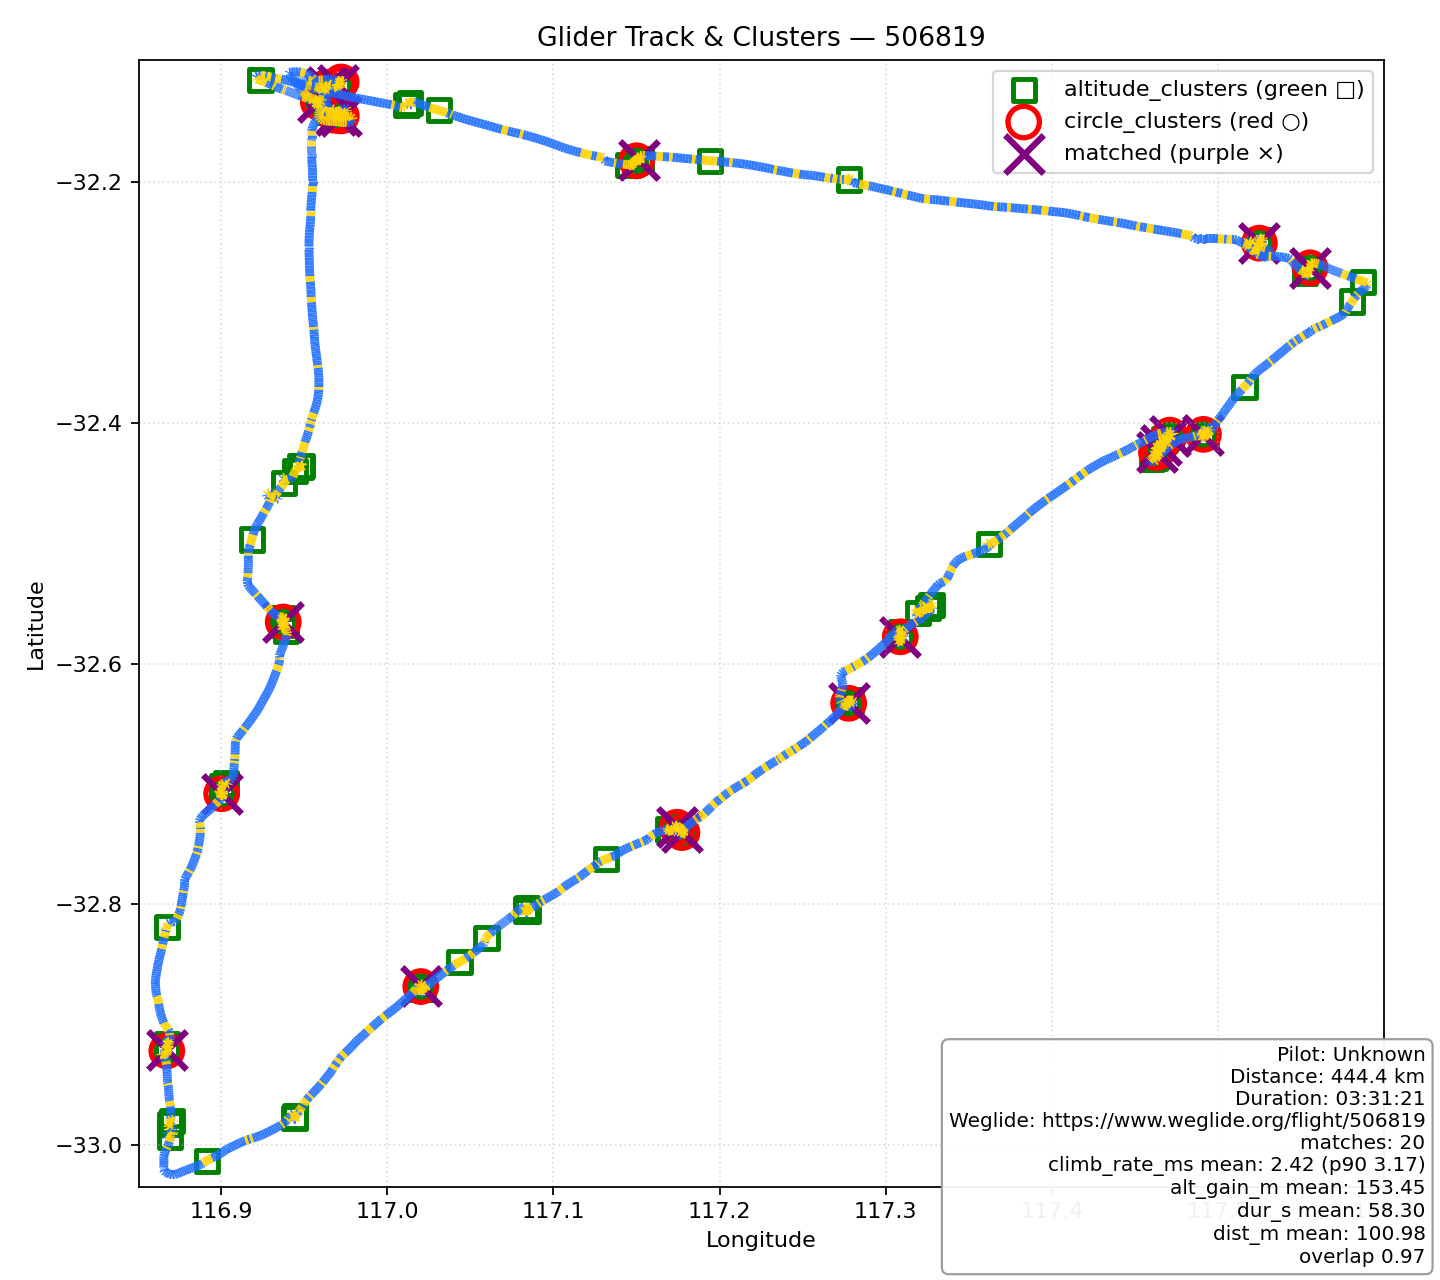 Glider Track & Clusters — 506819
altitude_clusters (green □)
circle_clusters (red ○)
matched (purple ×)
−32.2
−32.4
−32.6
−32.8
−33.0
Latitude
116.9
117.0
117.1
117.2
117.3
117.4
Longitude
Pilot: Unknown
Distance: 444.4 km
Duration: 03:31:21
Weglide: https://www.weglide.org/flight/506819
matches: 20
climb_rate_ms mean: 2.42 (p90 3.17)
alt_gain_m mean: 153.45
dur_s mean: 58.30
dist_m mean: 100.98
overlap 0.97